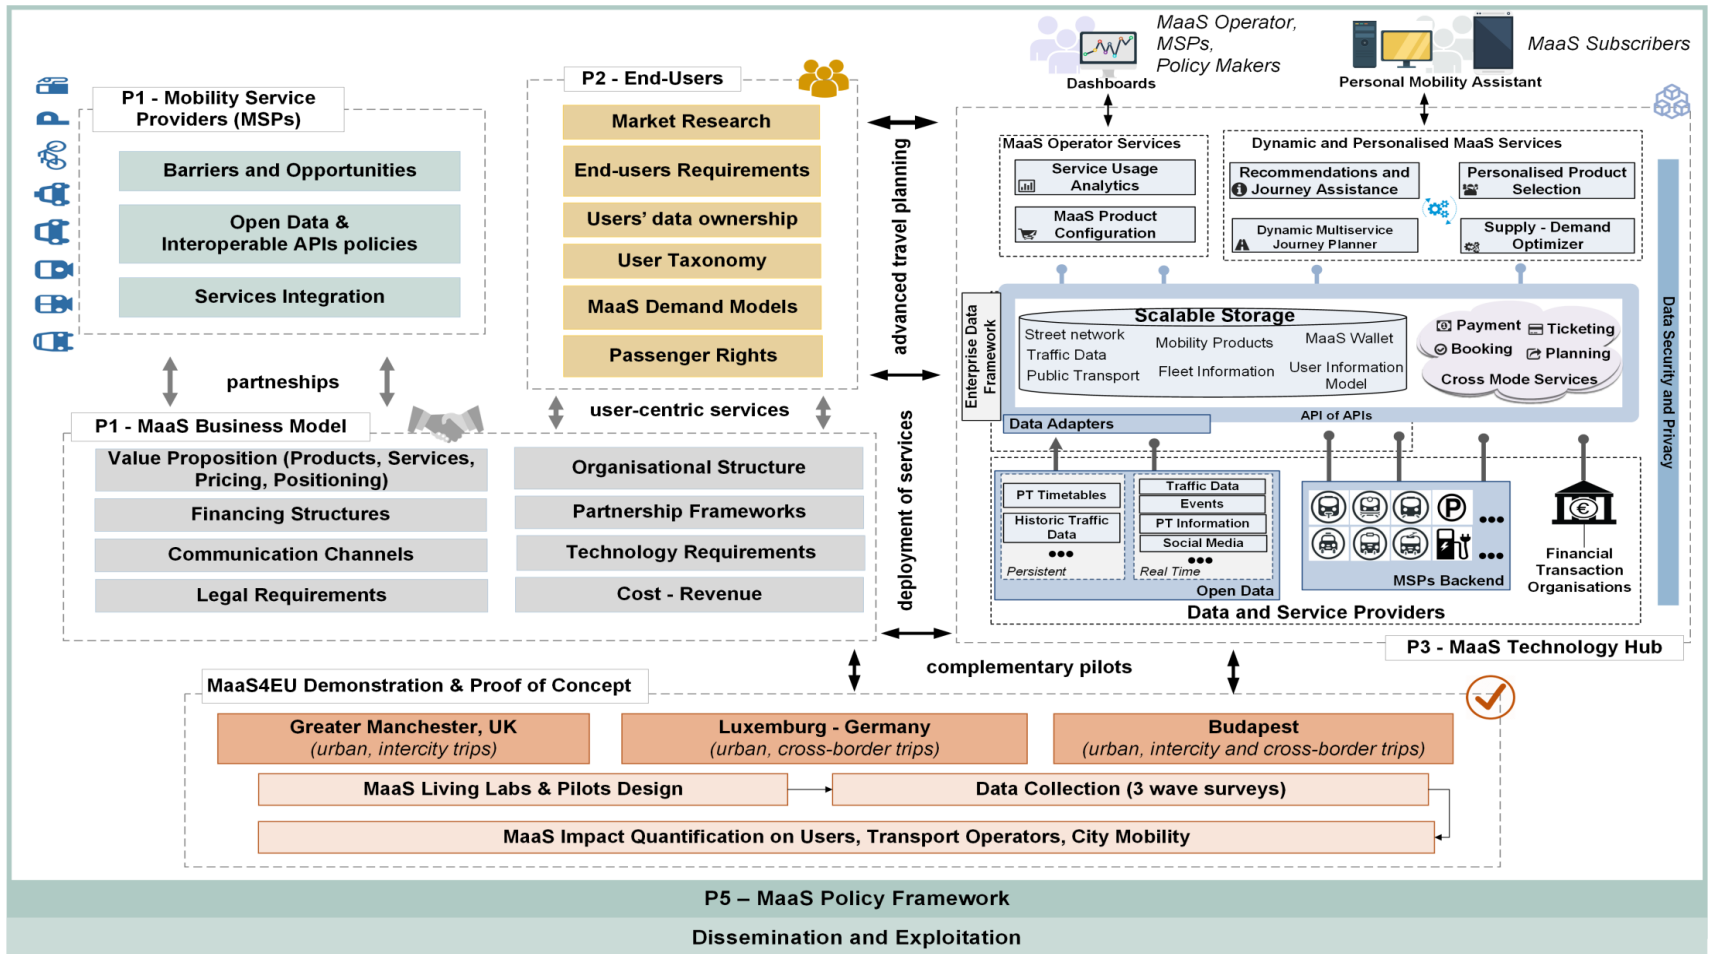 MaaS Operator,
MSPs,
Policy Makers
Dashboards
MaaS Subscribers
Personal Mobility Assistant
P1 - Mobility Service
Providers (MSPs)
Barriers and Opportunities
Open Data &
Interoperable APIs policies
Services Integration
P2 - End-Users
Market Research
End-users Requirements
Users' data ownership
User Taxonomy
MaaS Demand Models
Passenger Rights
advanced travel planning
deployment of services
partneships
user-centric services
P1 - MaaS Business Model
Value Proposition (Products, Services,
Pricing, Positioning)
Financing Structures
Communication Channels
Legal Requirements
Organisational Structure
Partnership Frameworks
Technology Requirements
Cost - Revenue
MaaS Operator Services
Service Usage
Analytics
MaaS Product
Configuration
Dynamic and Personalised MaaS Services
Recommendations and
Journey Assistance
Personalised Product
Selection
Dynamic Multiservice
Journey Planner
Supply - Demand
Optimizer
Enterprise Data
Framework
Scalable Storage
Street network
Traffic Data
Public Transport
Mobility Products
Fleet Information
MaaS Wallet
User Information
Model
Payment
Ticketing
Booking
Planning
Cross Mode Services
API of APIs
Data Adapters
Data Security and Privacy
PT Timetables
Historic Traffic
Data
Persistent
Traffic Data
Events
PT Information
Social Media
Real Time
Open Data
P
MSPs Backend
€
Financial
Transaction
Organisations
Data and Service Providers
P3 - MaaS Technology Hub
complementary pilots
MaaS4EU Demonstration & Proof of Concept
Greater Manchester, UK
(urban, intercity trips)
Luxemburg - Germany
(urban, cross-border trips)
Budapest
(urban, intercity and cross-border trips)
MaaS Living Labs & Pilots Design
Data Collection (3 wave surveys)
MaaS Impact Quantification on Users, Transport Operators, City Mobility
P5 – MaaS Policy Framework
Dissemination and Exploitation